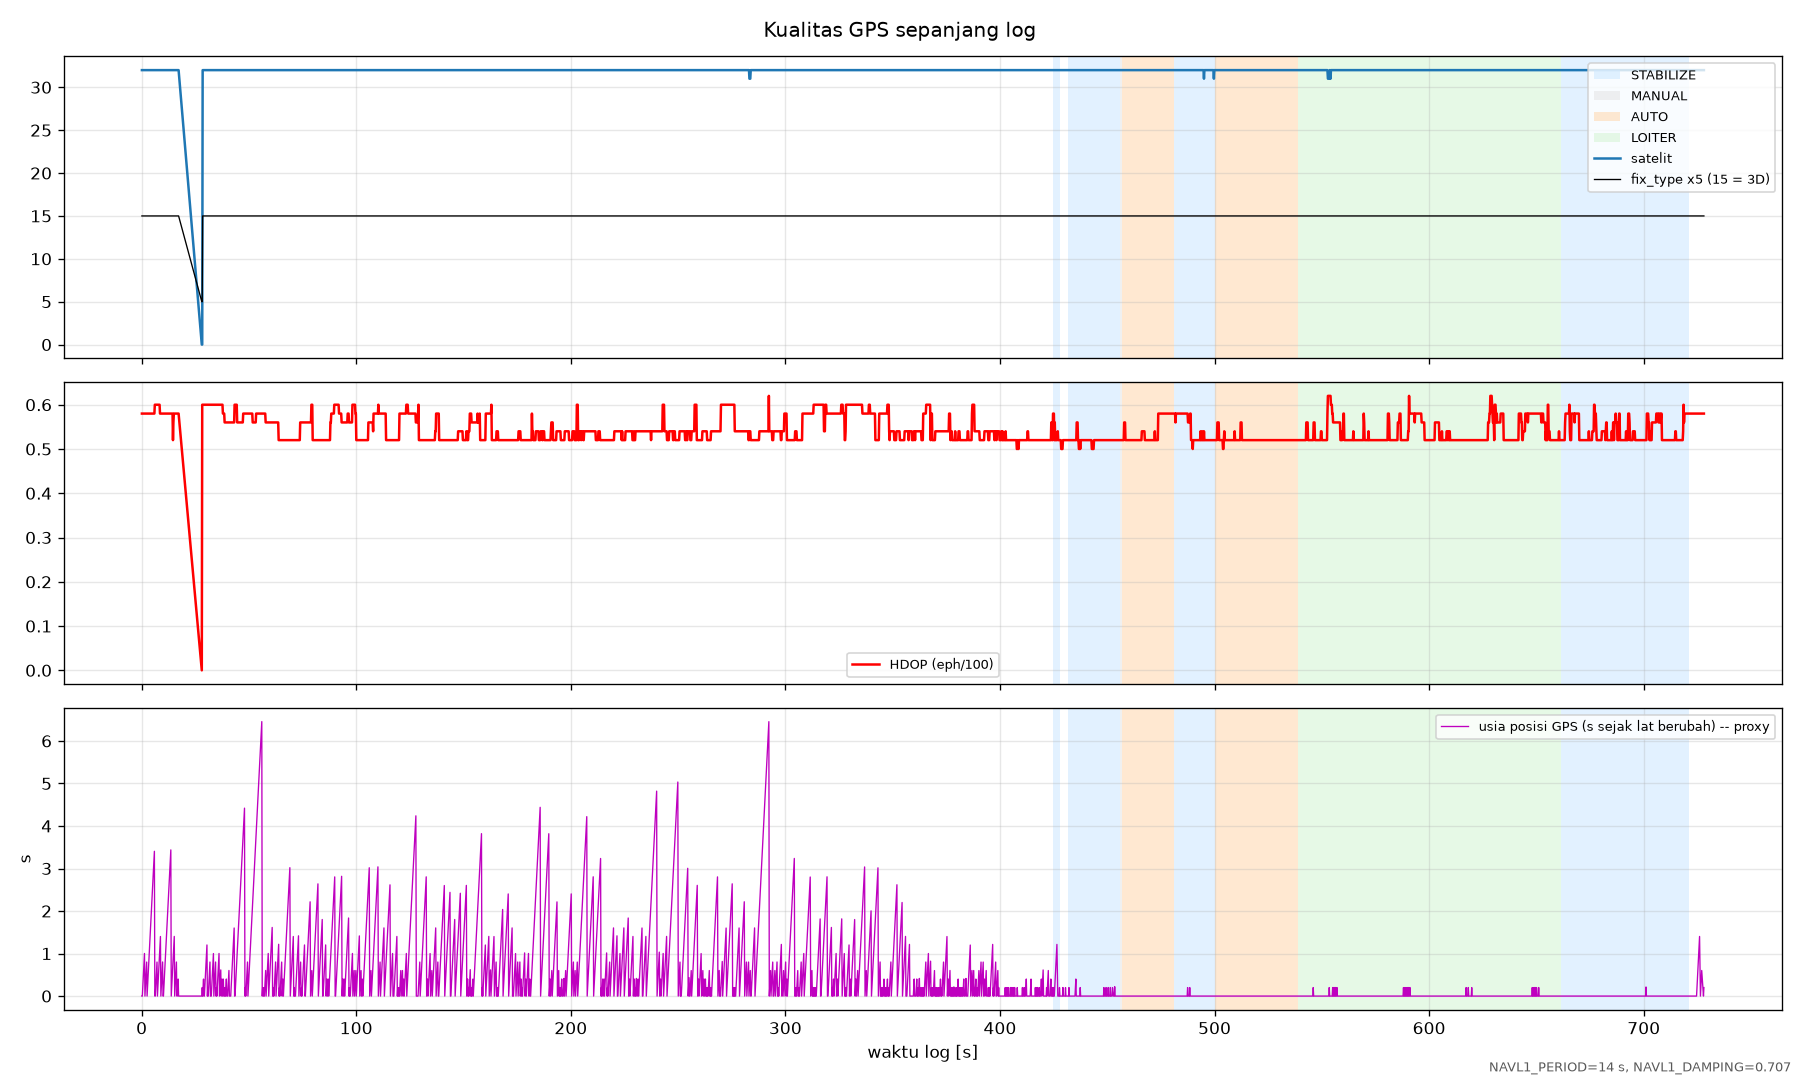 Kualitas GPS sepanjang log
30
25
20
15
10
5
0
STABILIZE
MANUAL
AUTO
LOITER
satelit
fix_type x5 (15 = 3D)
0.6
0.5
0.4
0.3
0.2
0.1
0.0
HDOP (eph/100)
6
5
4
3
2
1
0
s
usia posisi GPS (s sejak lat berubah) -- proxy
0 100 200 300 400 500 600 700
waktu log [s]
NAVL1_PERIOD=14 s, NAVL1_DAMPING=0.707